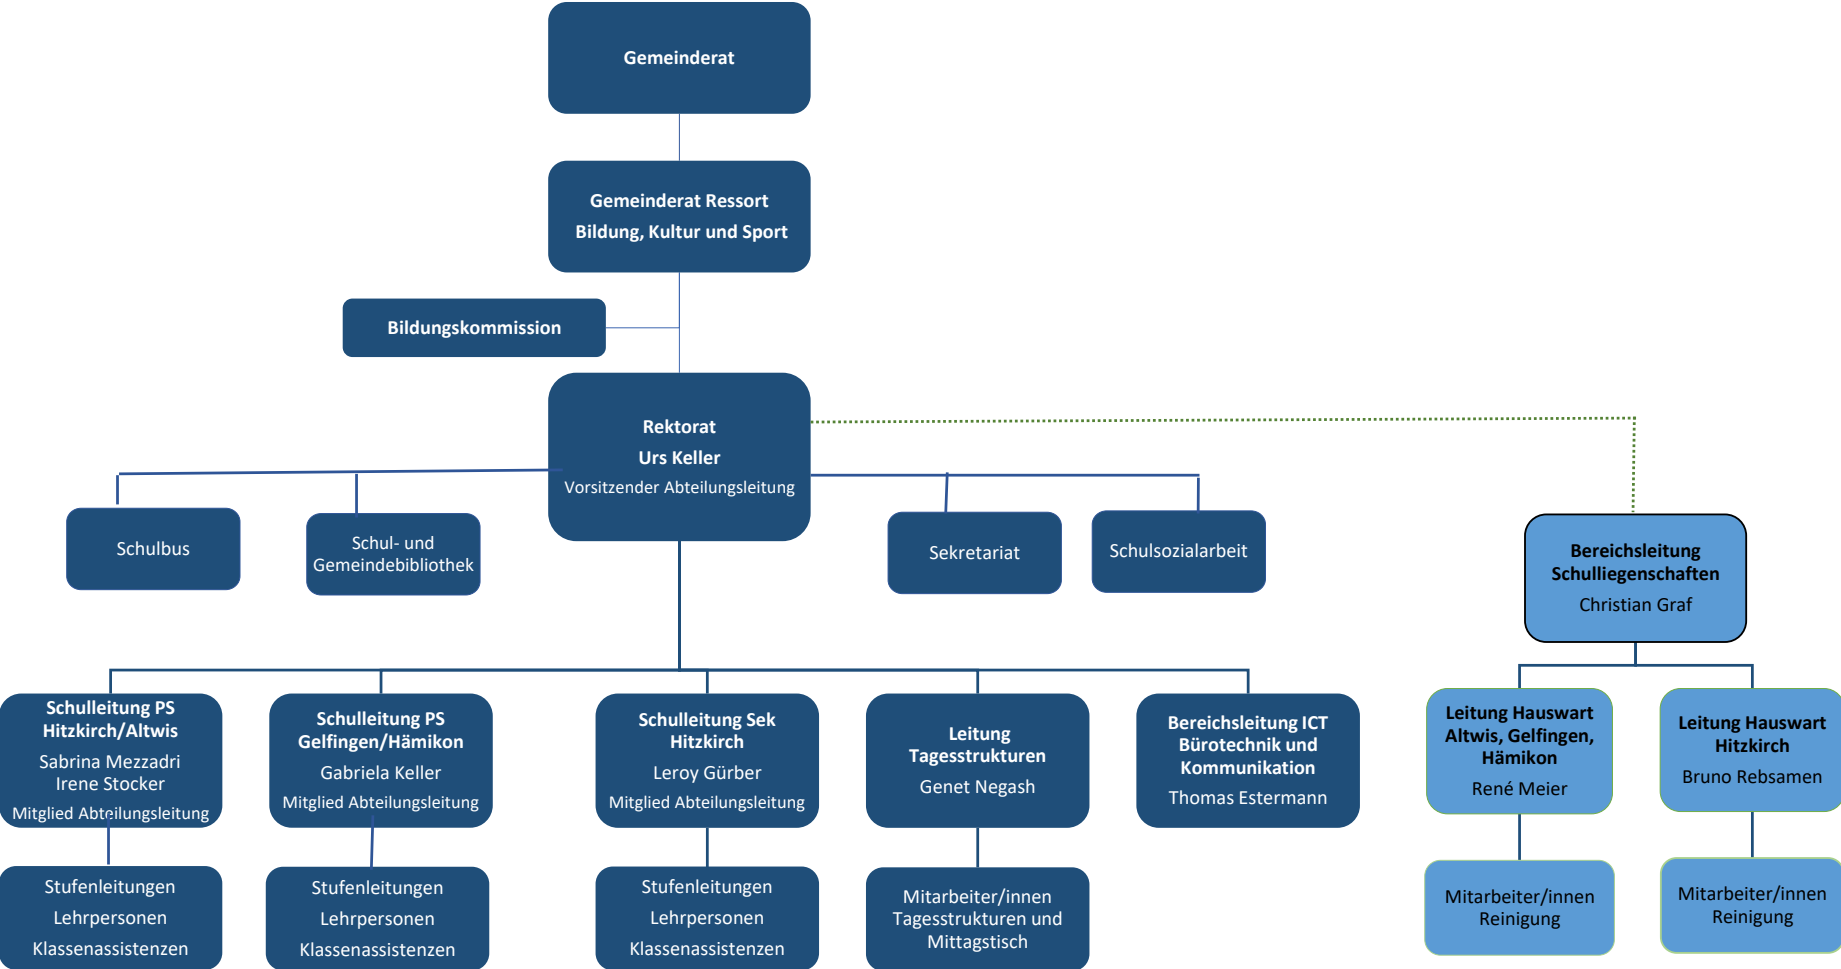 Gemeinderat
Gemeinderat Ressort
Bildung, Kultur und Sport
Bildungskommission
Rektorat
Urs Keller
Vorsitzender Abteilungsleitung
Schulbus
Schul- und
Gemeindebibliothek
Sekretariat
Schulsozialarbeit
Bereichsleitung
Schulliegenschaften
Christian Graf
Schulleitung PS
Hitzkirch/Altwis
Sabrina Mezzadri
Irene Stocker
Mitglied Abteilungsleitung
Schulleitung PS
Gelfingen/Hämikon
Gabriela Keller
Mitglied Abteilungsleitung
Schulleitung Sek
Hitzkirch
Leroy Gürber
Mitglied Abteilungsleitung
Leitung
Tagesstrukturen
Genet Negash
Bereichsleitung ICT
Bürotechnik und
Kommunikation
Thomas Estermann
Leitung Hauswart
Altwis, Gelfingen,
Hämikon
René Meier
Leitung Hauswart
Hitzkirch
Bruno Rebsamen
Stufenleitungen
Lehrpersonen
Klassenassistenzen
Stufenleitungen
Lehrpersonen
Klassenassistenzen
Stufenleitungen
Lehrpersonen
Klassenassistenzen
Mitarbeiter/innen
Tagesstrukturen und
Mittagstisch
Mitarbeiter/innen
Reinigung
Mitarbeiter/innen
Reinigung